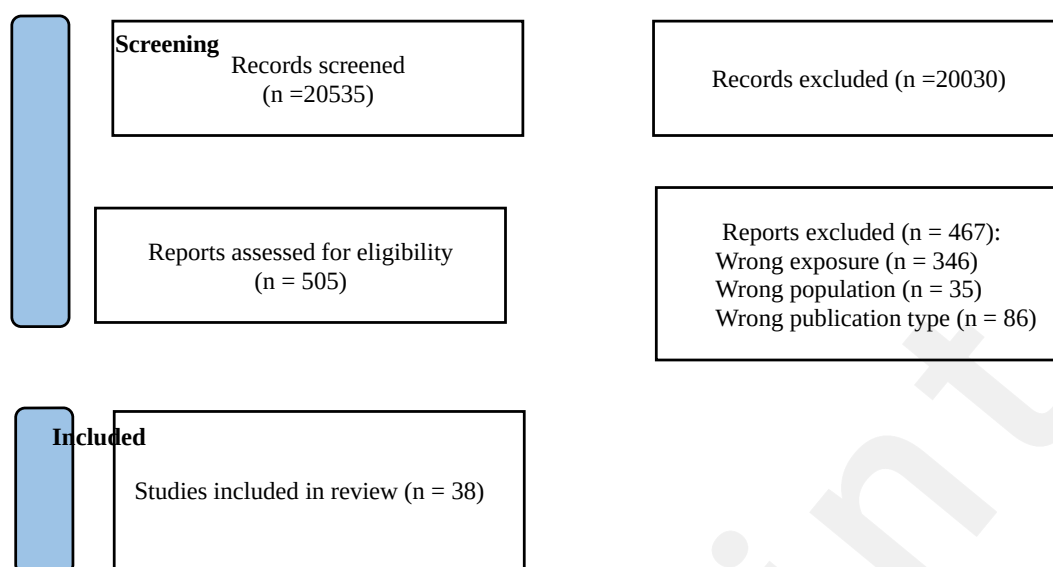 Screening
Records screened
(n =20535)
Records excluded (n =20030)
Reports assessed for eligibility
(n = 505)
Reports excluded (n = 467):
Wrong exposure (n = 346)
Wrong population (n = 35)
Wrong publication type (n = 86)
Included
Studies included in review (n = 38)